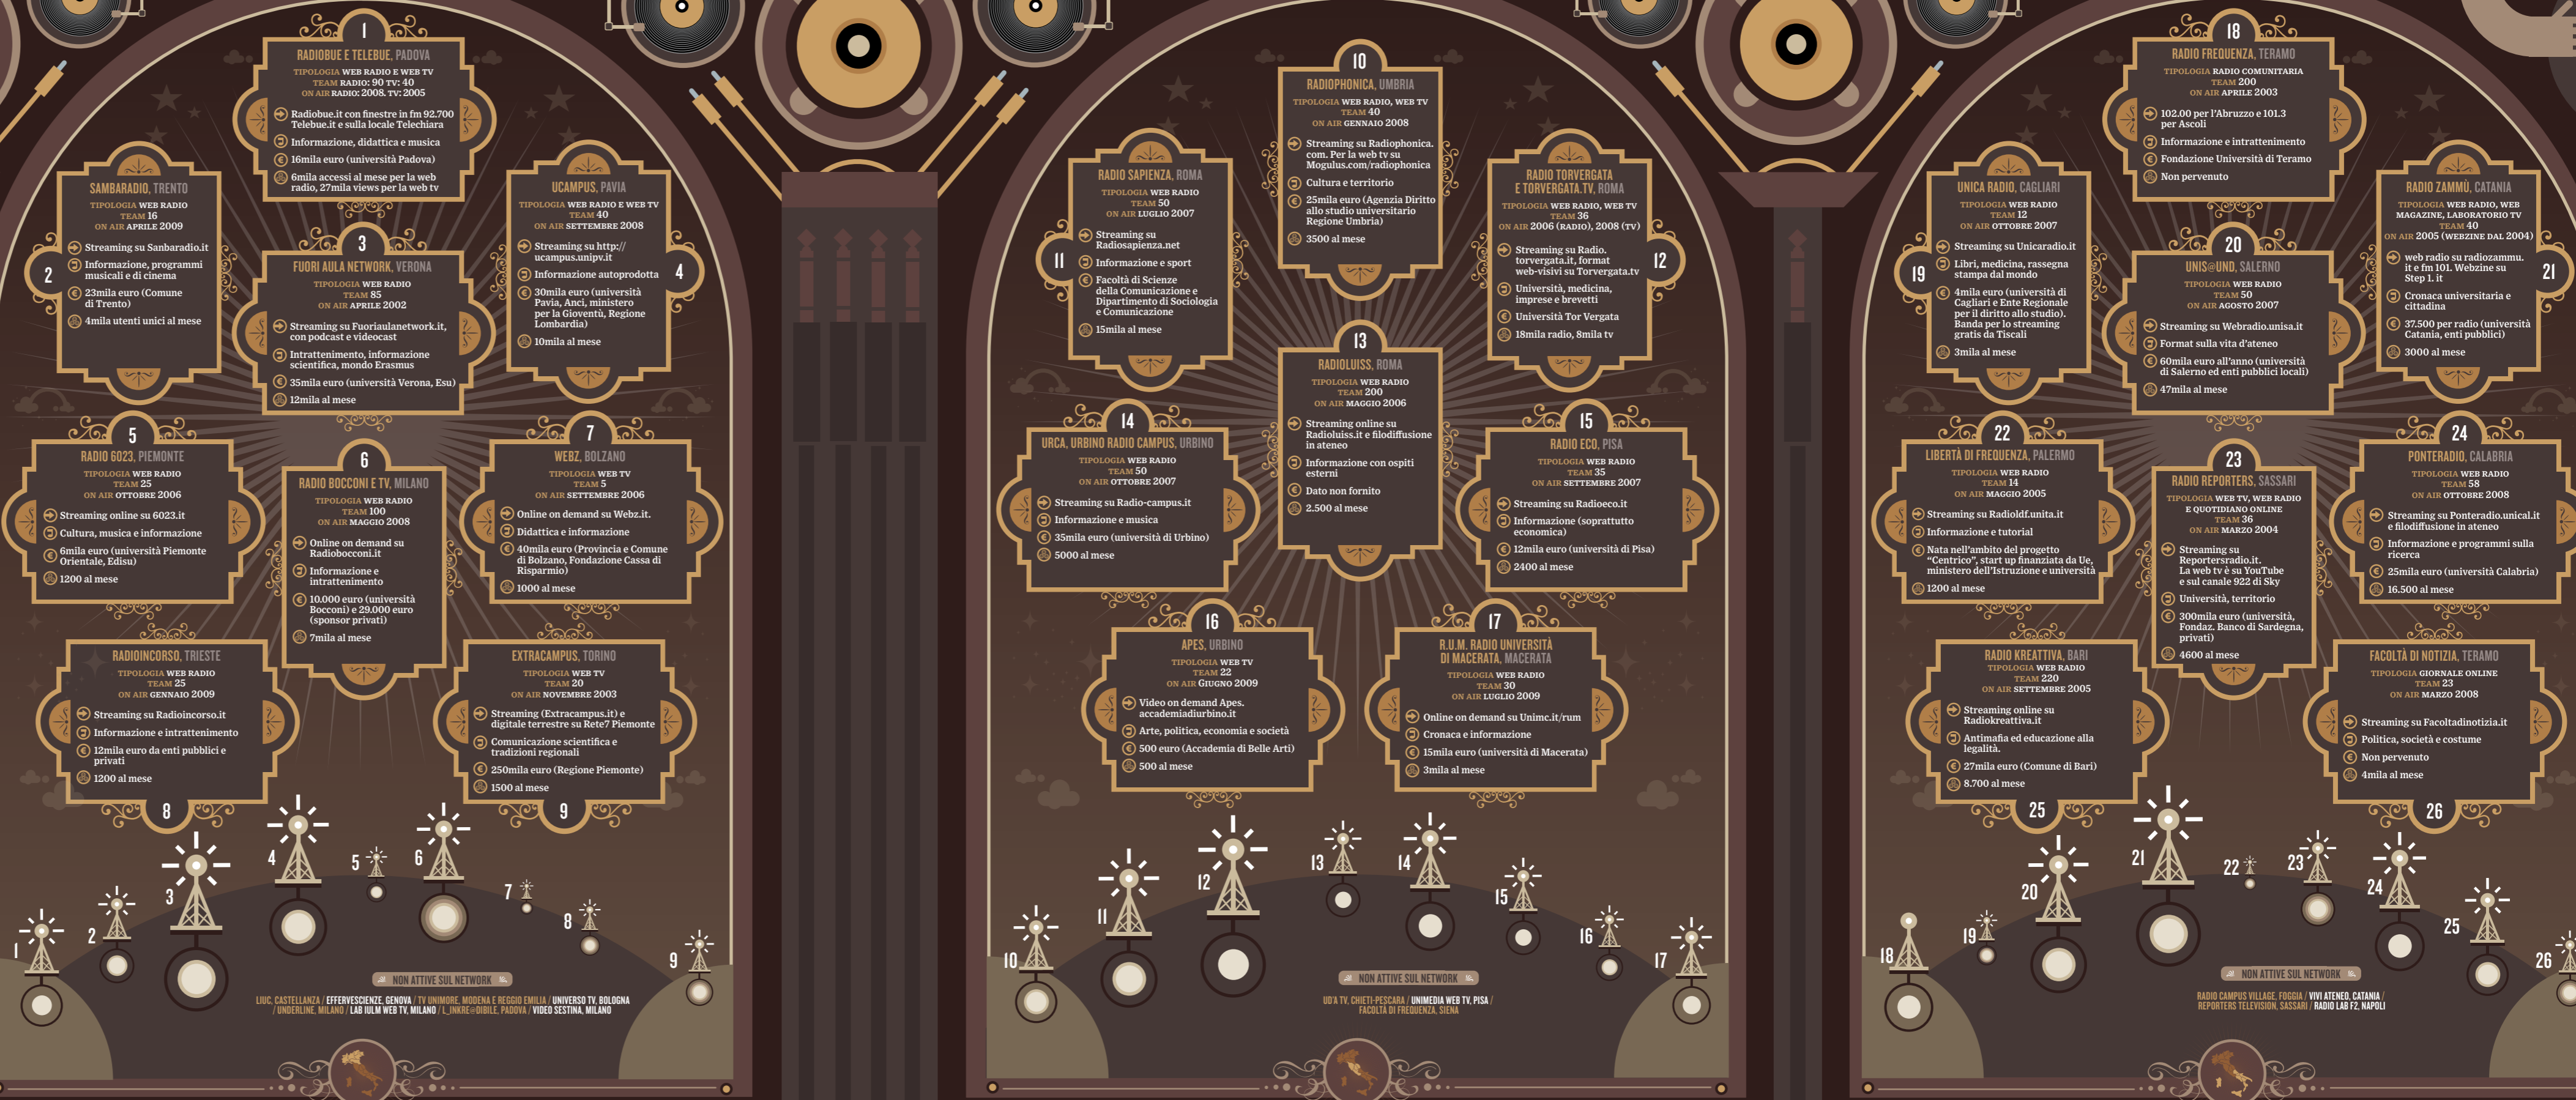 1
RADIOBUE E TELEBUE, PADOVA
TIPOLOGIA WEB RADIO E WEB TV
TEAM RADIO: 90 TV: 40
ON AIR RADIO: 2008. TV: 2005
Radiobue.it con finestre in fm 92.700
Telebue.it e sulla locale Telechiara
Informazione, didattica e musica
16mila euro (università Padova)
6mila accessi al mese per la web
radio, 27mila views per la web tv
2
SAMBARADIO, TRENTO
TIPOLOGIA WEB RADIO
TEAM 16
ON AIR APRILE 2009
Streaming su Sanbaradio.it
Informazione, programmi
musicali e di cinema
23mila euro (Comune
di Trento)
4mila utenti unici al mese
3
FUORI AULA NETWORK, VERONA
TIPOLOGIA WEB RADIO
TEAM 85
ON AIR APRILE 2002
Streaming su Fuoriaulanetwork.it,
con podcast e videocast
Intrattenimento, informazione
scientifica, mondo Erasmus
35mila euro (università Verona, Esu)
12mila al mese
4
UCAMPUS, PAVIA
TIPOLOGIA WEB RADIO E WEB TV
TEAM 40
ON AIR SETTEMBRE 2008
Streaming su http://
ucampus.unipv.it
Informazione autoprodotta
30mila euro (università
Pavia, Anci, ministero
per la Gioventù, Regione
Lombardia)
10mila al mese
5
RADIO 6023, PIEMONTE
TIPOLOGIA WEB RADIO
TEAM 25
ON AIR OTTOBRE 2006
Streaming online su 6023.it
Cultura, musica e informazione
6mila euro (università Piemonte
Orientale, Edisu)
1200 al mese
6
RADIO BOCCONI E TV, MILANO
TIPOLOGIA WEB RADIO
TEAM 100
ON AIR MAGGIO 2008
Online on demand su
Radiobocconi.it
Informazione e
intrattenimento
10.000 euro (università
Bocconi) e 29.000 euro
(sponsor privati)
7mila al mese
7
WEBZ, BOLZANO
TIPOLOGIA WEB TV
TEAM 5
ON AIR SETTEMBRE 2006
Online on demand su Webz.it.
Didattica e informazione
40mila euro (Provincia e Comune
di Bolzano, Fondazione Cassa di
Risparmio)
1000 al mese
RADIOINCORSO, TRIESTE
TIPOLOGIA WEB RADIO
TEAM 25
ON AIR GENNAIO 2009
Streaming su Radioincorso.it
Informazione e intrattenimento
12mila euro da enti pubblici e
privati
1200 al mese
8
EXTRACAMPUS, TORINO
TIPOLOGIA WEB TV
TEAM 20
ON AIR NOVEMBRE 2003
Streaming (Extracampus.it) e
digitale terrestre su Rete7 Piemonte
Comunicazione scientifica e
tradizioni regionali
250mila euro (Regione Piemonte)
1500 al mese
9
1
2
3
4
5
6
7
8
9
NON ATTIVE SUL NETWORK
LIUC, CASTELLANZA / EFFERVESCIENZE, GENOVA / TV UNIMORE, MODENA E REGGIO EMILIA / UNIVERSO TV, BOLOGNA
/ UNDERLINE, MILANO / LAB IULM WEB TV, MILANO / L_INKRE@DIBILE, PADOVA / VIDEO SESTINA, MILANO
10
RADIOPHONICA, UMBRIA
TIPOLOGIA WEB RADIO, WEB TV
TEAM 40
ON AIR GENNAIO 2008
Streaming su Radiophonica.
com. Per la web tv su
Mogulus.com/radiophonica
Cultura e territorio
25mila euro (Agenzia Diritto
allo studio universitario
Regione Umbria)
3500 al mese
11
RADIO SAPIENZA, ROMA
TIPOLOGIA WEB RADIO
TEAM 50
ON AIR LUGLIO 2007
Streaming su
Radiosapienza.net
Informazione e sport
Facoltà di Scienze
della Comunicazione e
Dipartimento di Sociologia
e Comunicazione
15mila al mese
12
RADIO TORVERGATA
E TORVERGATA.TV, ROMA
TIPOLOGIA WEB RADIO, WEB TV
TEAM 36
ON AIR 2006 (RADIO), 2008 (TV)
Streaming su Radio.
torvergata.it, format
web-visivi su Torvergata.tv
Università, medicina,
imprese e brevetti
Università Tor Vergata
18mila radio, 8mila tv
13
RADIOLUISS, ROMA
TIPOLOGIA WEB RADIO
TEAM 200
ON AIR MAGGIO 2006
Streaming online su
Radioluiss.it e filodiffusione
in ateneo
Informazione con ospiti
esterni
Dato non fornito
2.500 al mese
14
URCA, URBINO RADIO CAMPUS, URBINO
TIPOLOGIA WEB RADIO
TEAM 50
ON AIR OTTOBRE 2007
Streaming su Radio-campus.it
Informazione e musica
35mila euro (università di Urbino)
5000 al mese
15
RADIO ECO, PISA
TIPOLOGIA WEB RADIO
TEAM 35
ON AIR SETTEMBRE 2007
Streaming su Radioeco.it
Informazione (soprattutto
economica)
12mila euro (università di Pisa)
2400 al mese
16
APES, URBINO
TIPOLOGIA WEB TV
TEAM 22
ON AIR GIUGNO 2009
Video on demand Apes.
accademiadiurbino.it
Arte, politica, economia e società
500 euro (Accademia di Belle Arti)
500 al mese
17
R.U.M. RADIO UNIVERSITÀ
DI MACERATA, MACERATA
TIPOLOGIA WEB RADIO
TEAM 30
ON AIR LUGLIO 2009
Online on demand su Unimc.it/rum
Cronaca e informazione
15mila euro (università di Macerata)
3mila al mese
10
11
12
13
14
15
16
17
NON ATTIVE SUL NETWORK
UD'A TV, CHIETI-PESCARA / UNIMEDIA WEB TV, PISA /
FACOLTÀ DI FREQUENZA, SIENA
18
RADIO FREQUENZA, TERAMO
TIPOLOGIA RADIO COMUNITARIA
TEAM 200
ON AIR APRILE 2003
102.00 per l'Abruzzo e 101.3
per Ascoli
Informazione e intrattenimento
Fondazione Università di Teramo
Non pervenuto
19
UNICA RADIO, CAGLIARI
TIPOLOGIA WEB RADIO
TEAM 12
ON AIR OTTOBRE 2007
Streaming su Unicaradio.it
Libri, medicina, rassegna
stampa dal mondo
4mila euro (università di
Cagliari e Ente Regionale
per il diritto allo studio).
Banda per lo streaming
gratis da Tiscali
3mila al mese
20
UNIS@UND, SALERNO
TIPOLOGIA WEB RADIO
TEAM 50
ON AIR AGOSTO 2007
Streaming su Webradio.unisa.it
Format sulla vita d'ateneo
60mila euro all'anno (università
di Salerno ed enti pubblici locali)
47mila al mese
21
RADIO ZAMMÙ, CATANIA
TIPOLOGIA WEB RADIO, WEB
MAGAZINE, LABORATORIO TV
TEAM 40
ON AIR 2005 (WEBZINE DAL 2004)
web radio su radiozammu.
it e fm 101. Webzine su
Step 1. it
Cronaca universitaria e
cittadina
37.500 per radio (università
Catania, enti pubblici)
3000 al mese
22
LIBERTÀ DI FREQUENZA, PALERMO
TIPOLOGIA WEB RADIO
TEAM 14
ON AIR MAGGIO 2005
Streaming su Radioldf.unita.it
Informazione e tutorial
Nata nell'ambito del progetto
“Centrico”, start up finanziata da Ue,
ministero dell'Istruzione e università
1200 al mese
23
RADIO REPORTERS, SASSARI
TIPOLOGIA WEB TV, WEB RADIO
E QUOTIDIANO ONLINE
TEAM 36
ON AIR MARZO 2004
Streaming su
Reportersradio.it.
La web tv è su YouTube
e sul canale 922 di Sky
Università, territorio
300mila euro (università,
Fondaz. Banco di Sardegna,
privati)
4600 al mese
24
PONTERADIO, CALABRIA
TIPOLOGIA WEB RADIO
TEAM 58
ON AIR OTTOBRE 2008
Streaming su Ponteradio.unical.it
e filodiffusione in ateneo
Informazione e programmi sulla
ricerca
25mila euro (università Calabria)
16.500 al mese
RADIO KREATTIVA, BARI
TIPOLOGIA WEB RADIO
TEAM 220
ON AIR SETTEMBRE 2005
Streaming online su
Radiokreattiva.it
Antimafia ed educazione alla
legalità.
27mila euro (Comune di Bari)
8.700 al mese
25
FACOLTÀ DI NOTIZIA, TERAMO
TIPOLOGIA GIORNALE ONLINE
TEAM 23
ON AIR MARZO 2008
Streaming su Facoltadinotizia.it
Politica, società e costume
Non pervenuto
4mila al mese
26
18
19
20
21
22
23
24
25
26
NON ATTIVE SUL NETWORK
RADIO CAMPUS VILLAGE, FOGGIA / VIVI ATENEO, CATANIA /
REPORTERS TELEVISION, SASSARI / RADIO LAB F2, NAPOLI